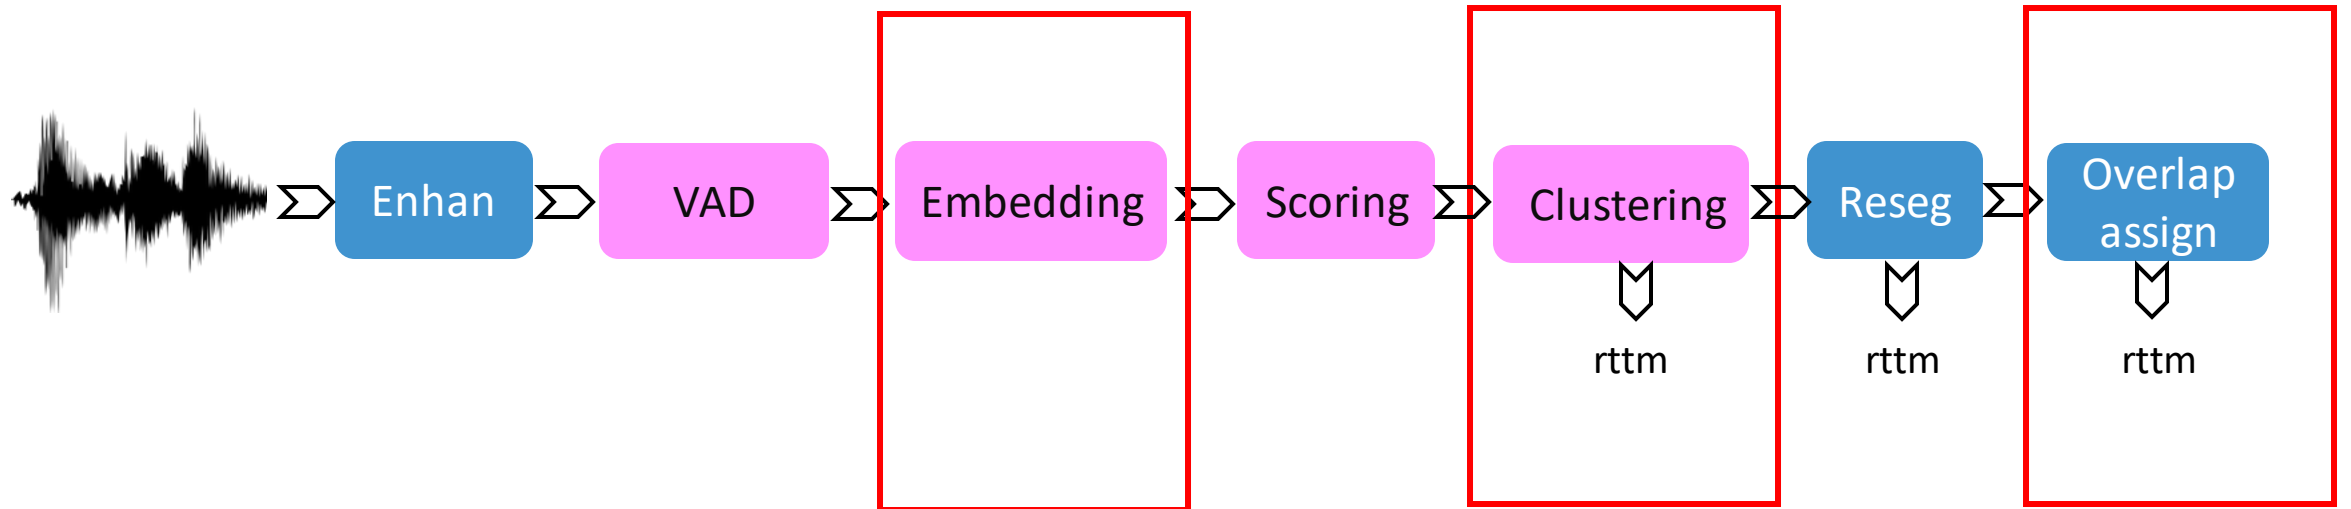 Enhan
VAD
Embedding
Scoring
Clustering
Reseg
Overlap
assign
rttm
rttm
rttm